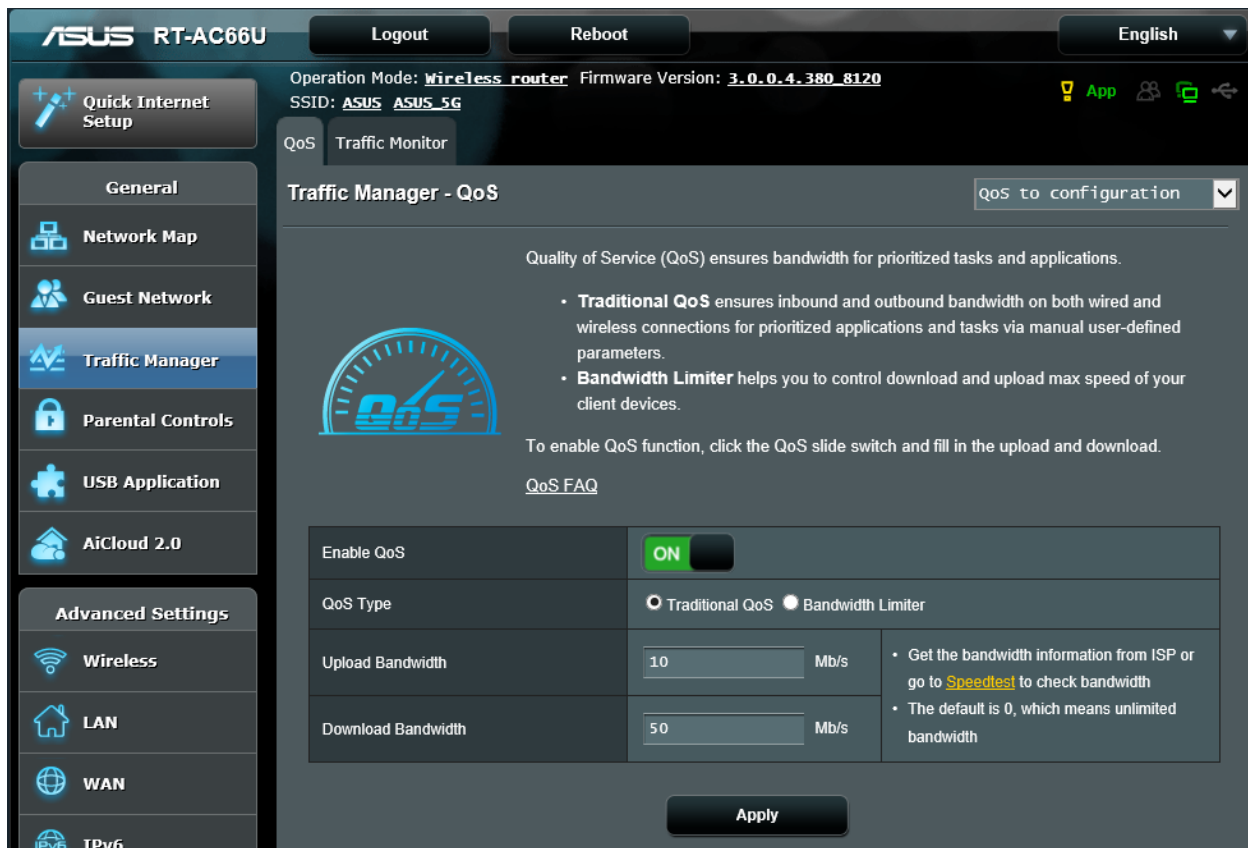 ASUS RT-AC66U
Logout
Reboot
English
Quick Internet
Setup
Operation Mode: Wireless router Firmware Version: 3.0.0.4.380_8120
SSID: ASUS ASUS_5G
App
QoS
Traffic Monitor
General
Network Map
Guest Network
Traffic Manager
Parental Controls
USB Application
AiCloud 2.0
Advanced Settings
Wireless
LAN
WAN
IPv6
IPv6
Traffic Manager - QoS
QoS to configuration
QoS
Quality of Service (QoS) ensures bandwidth for prioritized tasks and applications.
• Traditional QoS ensures inbound and outbound bandwidth on both wired and
wireless connections for prioritized applications and tasks via manual user-defined
parameters.
• Bandwidth Limiter helps you to control download and upload max speed of your
client devices.
To enable QoS function, click the QoS slide switch and fill in the upload and download.
QoS FAQ
Enable QoS
ON
QoS Type
Traditional QoS Bandwidth Limiter
Upload Bandwidth
10 Mb/s
Download Bandwidth
50 Mb/s
• Get the bandwidth information from ISP or
go to Speedtest to check bandwidth
• The default is 0, which means unlimited
bandwidth
Apply